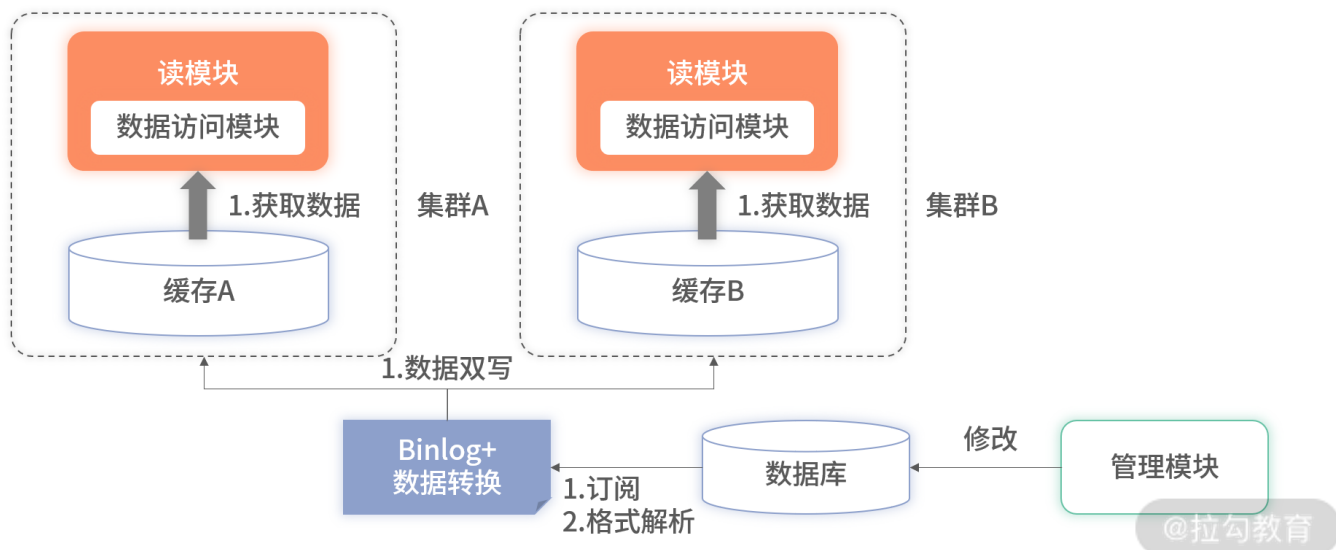 读模块
数据访问模块
1.获取数据
集群A
缓存A
读模块
数据访问模块
1.获取数据
集群B
缓存B
1.数据双写
Binlog+
数据转换
1.订阅
2.格式解析
数据库
修改
管理模块
@拉勾教育